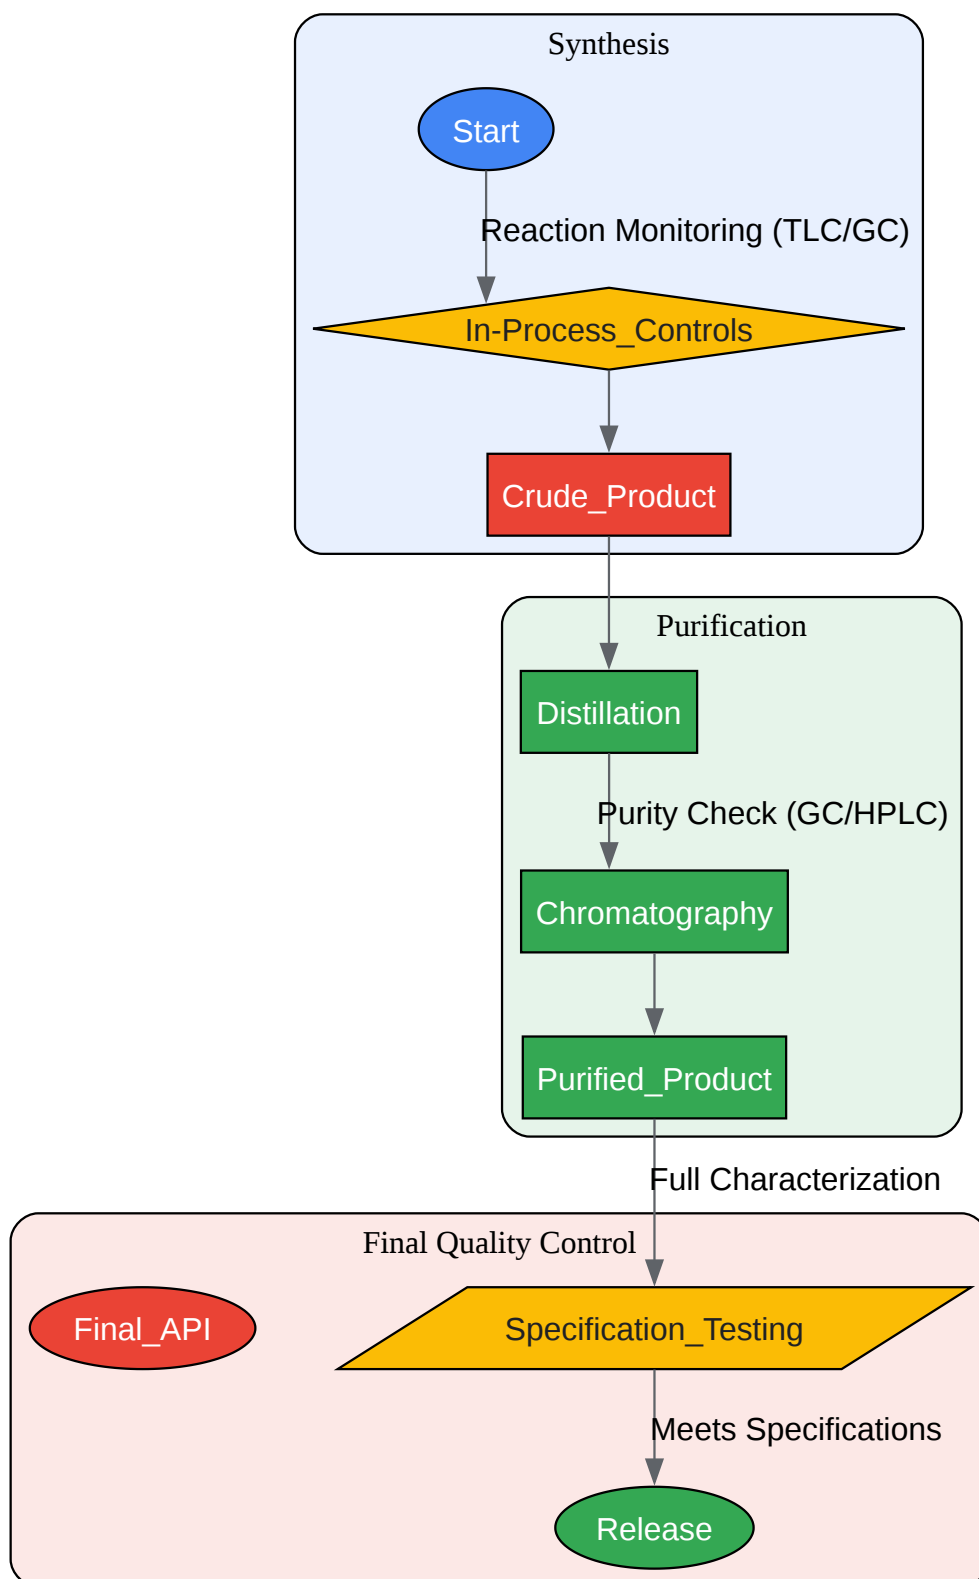 Synthesis
Start
Reaction Monitoring (TLC/GC)
In-Process_Controls
Crude_Product
Purification
Distillation
Purity Check (GC/HPLC)
Chromatography
Purified_Product
Full Characterization
Final Quality Control
Final_API
Specification_Testing
Meets Specifications
Release